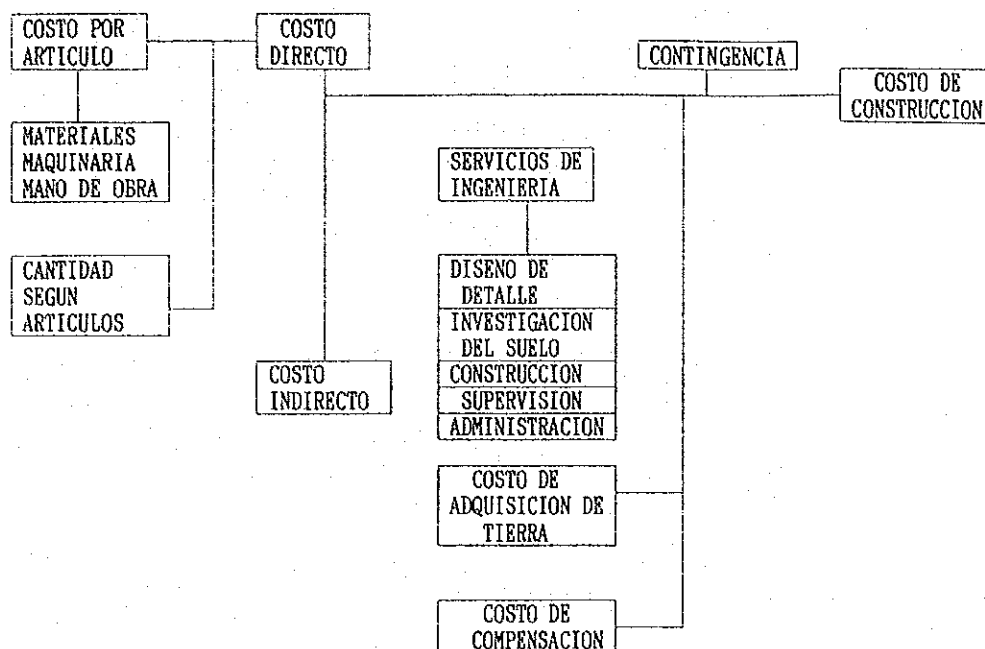 COSTO POR
ARTICULO
COSTO
DIRECTO
CONTINGENCIA
COSTO DE
CONSTRUCCION
MATERIALES
MAQUINARIA
MANO DE OBRA
SERVICIOS DE
INGENIERIA
CANTIDAD
SEGUN
ARTICULOS
DISENO DE
DETALLE
INVESTIGACION
DEL SUELO
CONSTRUCCION
SUPERVISION
ADMINISTRACION
COSTO
INDIRECTO
COSTO DE
ADQUISICION DE
TIERRA
COSTO DE
COMPENSACION